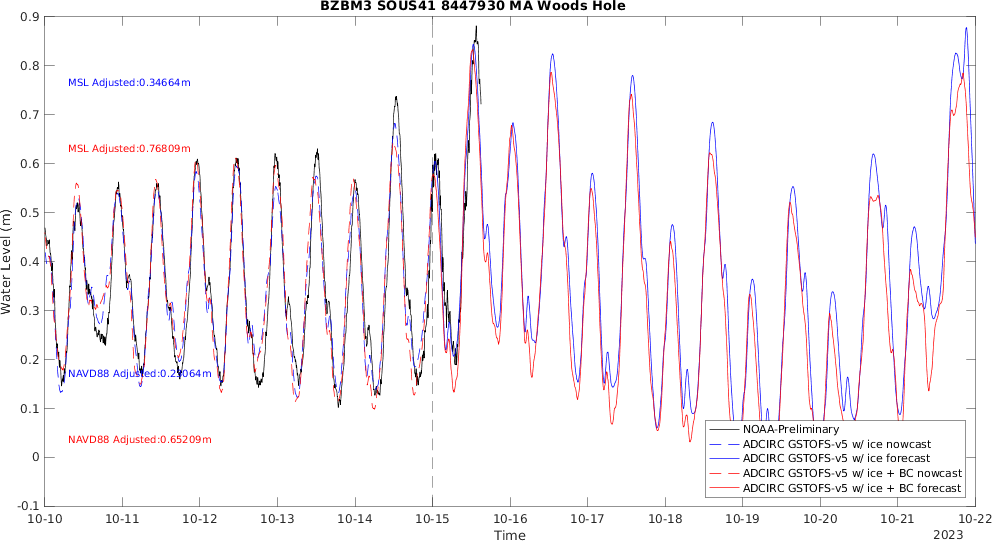 BZBM3 SOUS41 8447930 MA Woods Hole
0.9
0.8
0.7
0.6
0.5
0.4
0.3
0.2
0.1
0
-0.1
Water Level (m)
MSL Adjusted:0.34664m
MSL Adjusted:0.76809m
NAVD88 Adjusted:0.23064m
NAVD88 Adjusted:0.65209m
NOAA-Preliminary
ADCIRC GSTOFS-v5 w/ ice nowcast
ADCIRC GSTOFS-v5 w/ ice forecast
ADCIRC GSTOFS-v5 w/ ice + BC nowcast
ADCIRC GSTOFS-v5 w/ ice + BC forecast
10-10 10-11 10-12 10-13 10-14 10-15 10-16 10-17 10-18 10-19 10-20 10-21 10-22
Time
2023